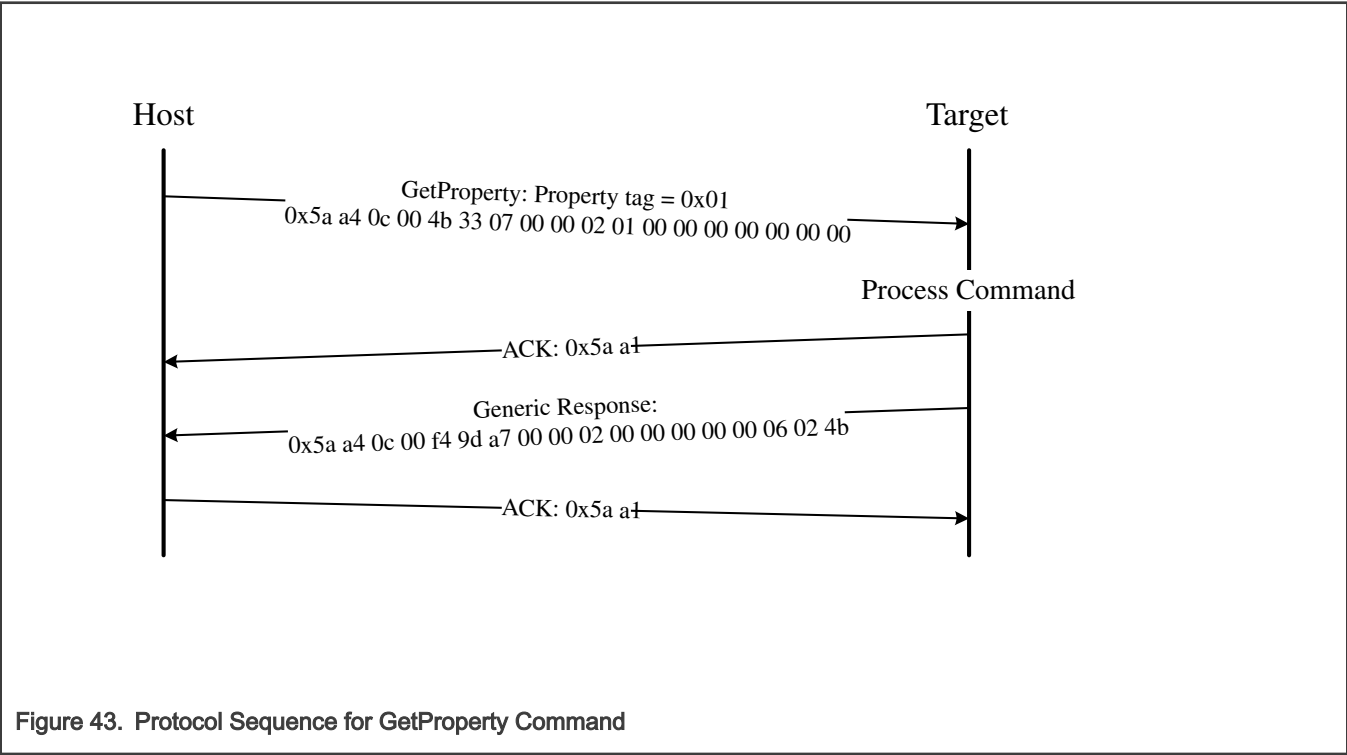 Host
Target
GetProperty: Property tag = 0x01
0x5a a4 0c 00 4b 33 07 00 00 02 01 00 00 00 00 00 00 00
Process Command
ACK: 0x5a a1
Generic Response:
0x5a a4 0c 00 f4 9d a7 00 00 02 00 00 00 00 00 06 02 4b
ACK: 0x5a a1
Figure 43. Protocol Sequence for GetProperty Command